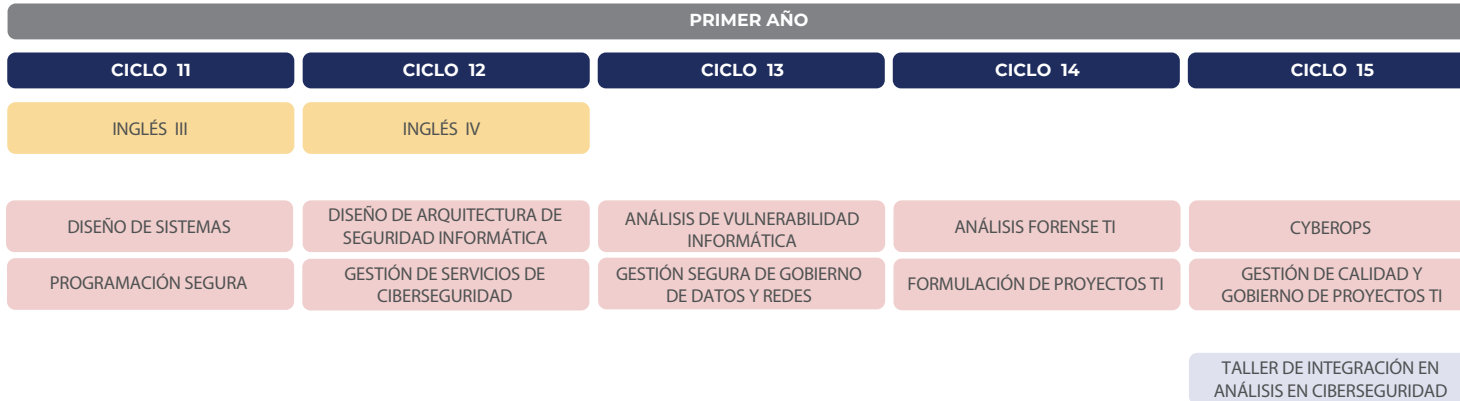 PRIMER AÑO
CICLO 11
CICLO 12
CICLO 13
CICLO 14
CICLO 15
INGLÉS III
INGLÉS IV
DISEÑO DE SISTEMAS
DISEÑO DE ARQUITECTURA DE
SEGURIDAD INFORMÁTICA
ANÁLISIS DE VULNERABILIDAD
INFORMÁTICA
ANÁLISIS FORENSE TI
CYBEROPS
PROGRAMACIÓN SEGURA
GESTIÓN DE SERVICIOS DE
CIBERSEGURIDAD
GESTIÓN SEGURA DE GOBIERNO
DE DATOS Y REDES
FORMULACIÓN DE PROYECTOS TI
GESTIÓN DE CALIDAD Y
GOBIERNO DE PROYECTOS TI
TALLER DE INTEGRACIÓN EN
ANÁLISIS EN CIBERSEGURIDAD